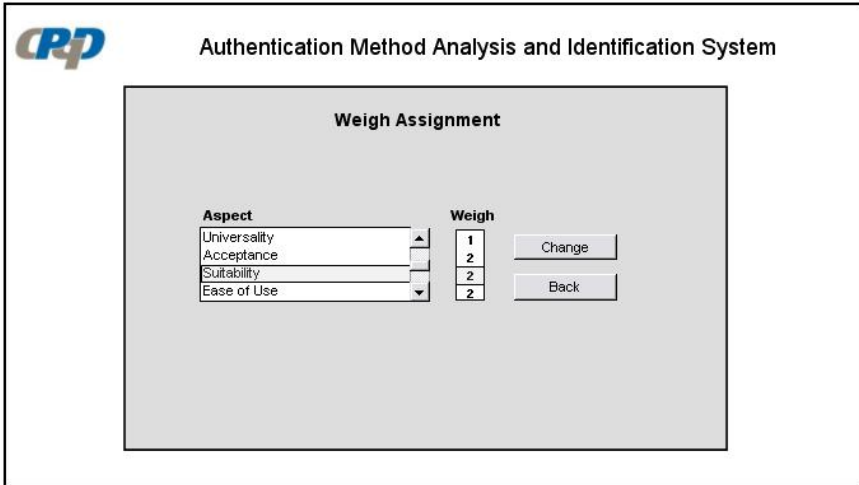 CPqD
Authentication Method Analysis and Identification System
Weigh Assignment
Aspect Weigh
Universality 1
Acceptance 2
Suitability 2
Ease of Use 2
Change
Back